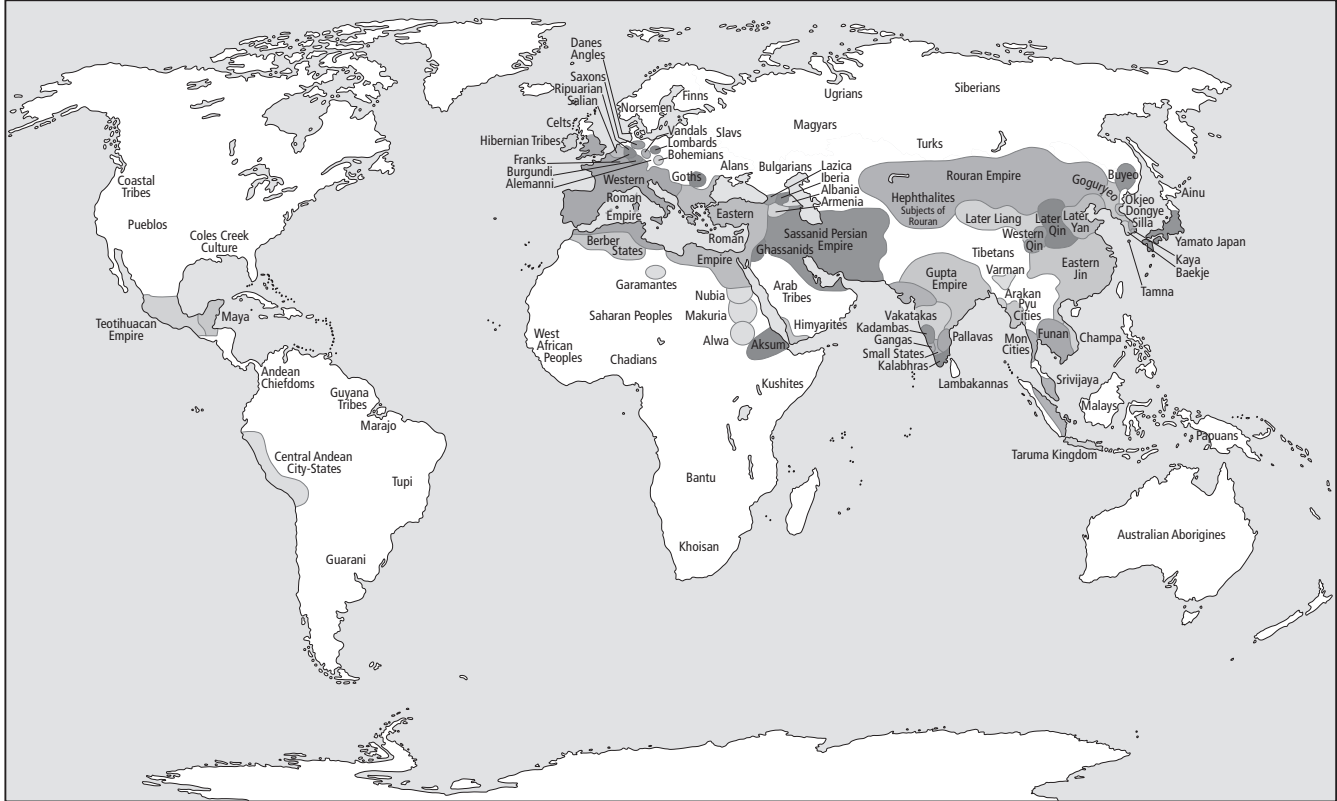 Danes
Angles
Saxons
Ripuarian
Salian
Norsemen
Finns
Ugrians
Siberians
Celts
Hibernian Tribes
Vandals
Lombards
Bohemians
Slavs
Magyars
Turks
Franks
Burgundi
Alemanni
Goths
Alans
Bulgarians
Lazica
Iberia
Albania
Armenia
Western
Roman
Empire
Eastern
Roman
Empire
Berber
States
Ghassanids
Sassanid Persian
Empire
Rouran Empire
Hephthalites
Subjects of
Rouran
Goguryeo
Buyeo
Okjeo
Dongye
Silla
Ainu
Yamato Japan
Kaya
Baekje
Tamna
Later Liang
Later
Qin
Later
Yan
Western
Qin
Eastern
Jin
Tibetans
Varman
Gupta
Empire
Arakan
Pyu
Cities
Mon
Cities
Funan
Champa
Vakatakas
Kadambas
Gangas
Small States
Kalabhras
Pallavas
Lambakannas
Srivijaya
Malays
Papuans
Taruma Kingdom
Australian Aborigines
Coastal
Tribes
Pueblos
Coles Creek
Culture
Teotihuacan
Empire
Maya
Andean
Chiefdoms
Guyana
Tribes
Marajo
Central Andean
City-States
Tupi
Guarani
Garamantes
Saharan Peoples
West
African
Peoples
Chadians
Nubia
Makuria
Alwa
Aksum
Arab
Tribes
Himyarites
Kushites
Bantu
Khoisan